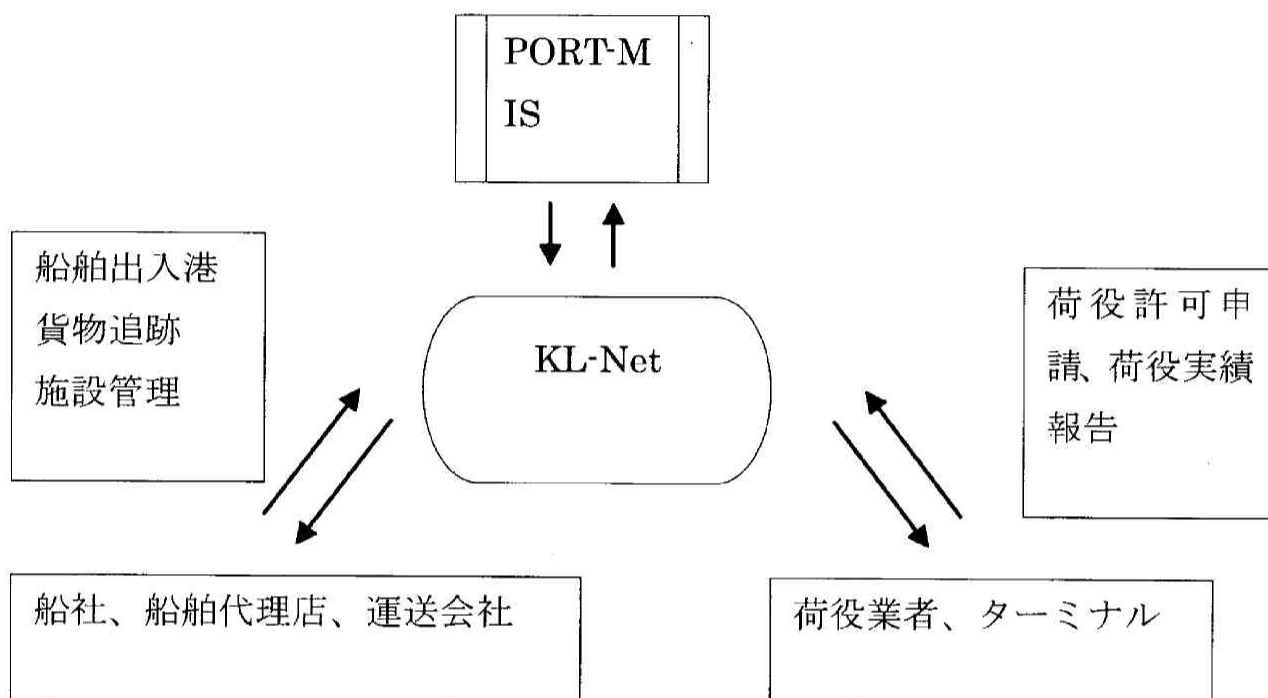 PORT-M
IS
船舶出入港
貨物追跡
施設管理
KL-Net
荷役許可申
請、荷役実績
報告
船社、船舶代理店、運送会社
荷役業者、ターミナル